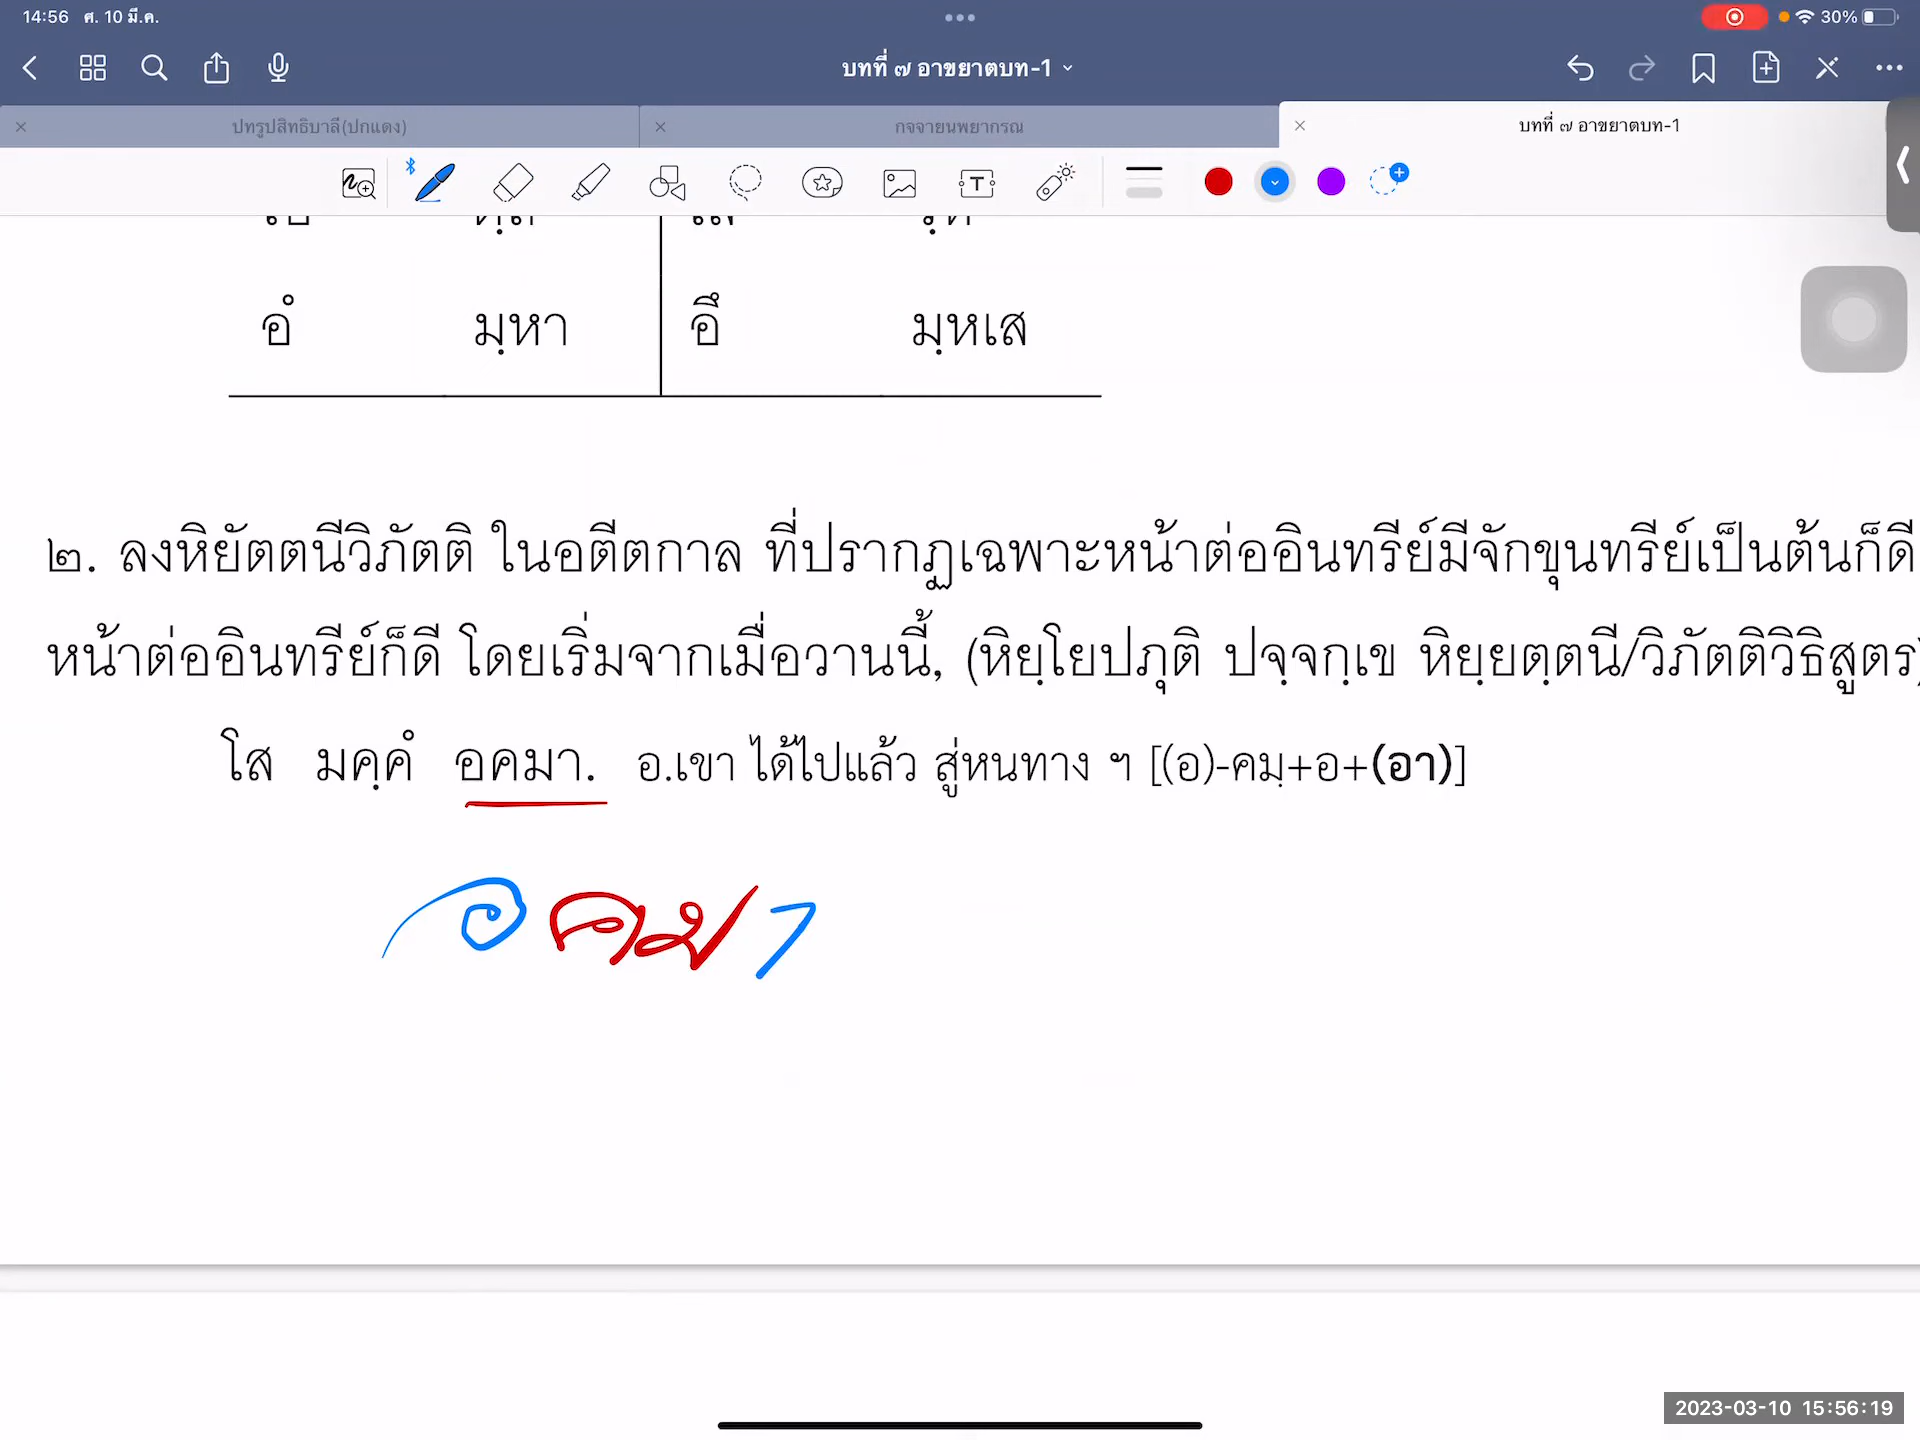 14:56 ศ. 10 มี.ค.
30%
บทที่ ๗ อาขยาตบท-1
ปทรูปสิทธิบาลี(ปกแดง)
กจจายนพยากรณ
บทที่ ๗ อาขยาตบท-1
อํ มฺหา อึ มฺหเส
๒. ลงหิยัตตนีวิภัตติ ในอตีตกาล ที่ปรากฏเฉพาะหน้าต่ออินทรีย์มีจักขุนทรีย์เป็นต้นก็ดี
หน้าต่ออินทรีย์ก็ดี โดยเริ่มจากเมื่อวานนี้, (หิยฺโยปภุติ ปจฺจกฺเข หิยฺยตฺตนี/วิภัตติวิธิสูตร)
โส มคฺคํ อคมา. อ.เขา ได้ไปแล้ว สู่หนทาง ฯ [(อ)-คมฺ+อ+(อา)]
อคมา
2023-03-10 15:56:19